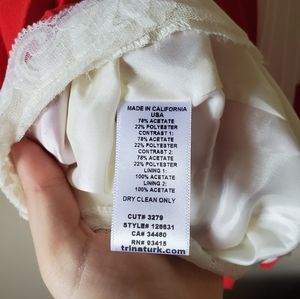 MADE IN CALIFORNIA
USA
78% ACETATE
22% POLYESTER
CONTRAST 1:
78% ACETATE
22% POLYESTER
CONTRAST 2:
78% ACETATE
22% POLYESTER
LINING 1:
100% ACETATE
LINING 2:
100% ACETATE
DRY CLEAN ONLY
CUT# 3279
STYLE# 126631
CA# 34460
RN# 93415
trinaturk.com